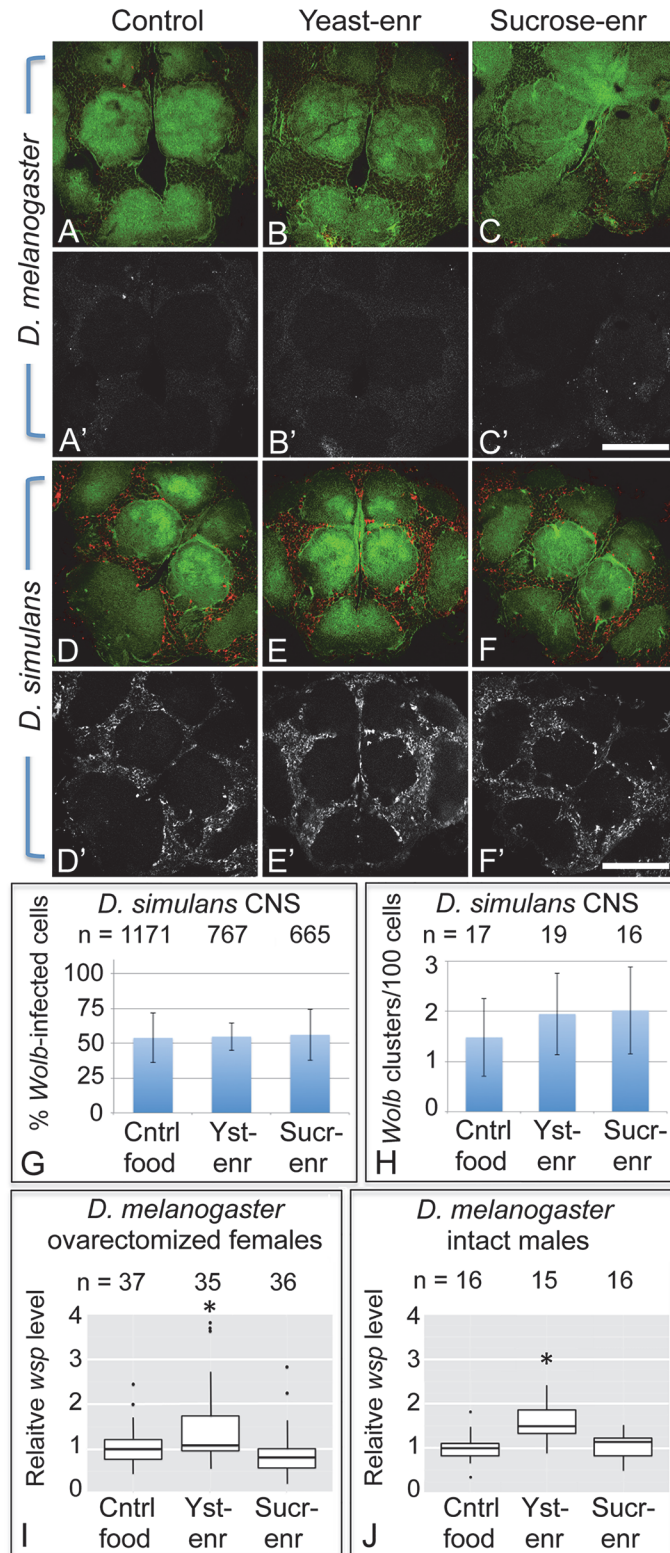 Control Yeast-enr Sucrose-enr
D. melanogaster
A B C
A' B' C'
D. simulans
D E F
D' E' F'
D. simulans CNS
n = 1171 767 665
% Wolb-infected cells
100
75
50
25
0
Cntrl food Yst-enr Sucr-enr
G
D. simulans CNS
n = 17 19 16
Wolb clusters/100 cells
3
2
1
0
Cntrl food Yst-enr Sucr-enr
H
D. melanogaster
ovarectomized females
n = 37 35 36
*
Relaitve wsp level
4
3
2
1
0
Cntrl food Yst-enr Sucr-enr
I
D. melanogaster
intact males
n = 16 15 16
*
Relaitve wsp level
4
3
2
1
0
Cntrl food Yst-enr Sucr-enr
J